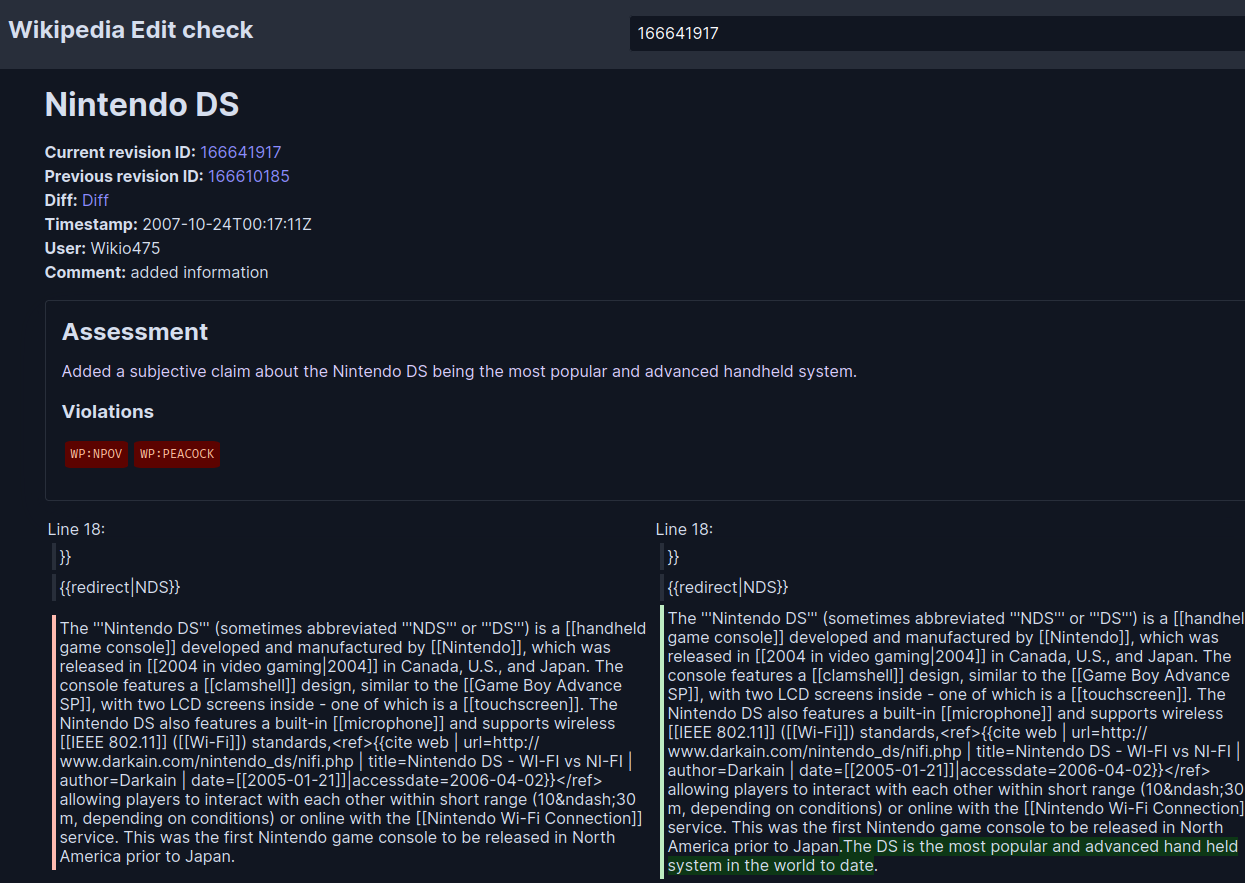 Wikipedia Edit check
166641917
Nintendo DS
Current revision ID: 166641917
Previous revision ID: 166610185
Diff: Diff
Timestamp: 2007-10-24T00:17:11Z
User: Wikio475
Comment: added information
Assessment
Added a subjective claim about the Nintendo DS being the most popular and advanced handheld system.
Violations
WP:NPOV WP:PEACOCK
Line 18:
}}
{{redirect|NDS}}
The '''Nintendo DS''' (sometimes abbreviated '''NDS''' or '''DS''') is a [[handheld
game console]] developed and manufactured by [[Nintendo]], which was
released in [[2004 in video gaming|2004]] in Canada, U.S., and Japan. The
console features a [[clamshell]] design, similar to the [[Game Boy Advance
SP]], with two LCD screens inside - one of which is a [[touchscreen]]. The
Nintendo DS also features a built-in [[microphone]] and supports wireless
[[IEEE 802.11]] ([[Wi-Fi]]) standards,<ref>{{cite web | url=http://
www.darkain.com/nintendo_ds/nifi.php | title=Nintendo DS - WI-FI vs NI-FI |
author=Darkain | date=[[2005-01-21]]|accessdate=2006-04-02}}</ref>
allowing players to interact with each other within short range (10&ndash;30
m, depending on conditions) or online with the [[Nintendo Wi-Fi Connection]]
service. This was the first Nintendo game console to be released in North
America prior to Japan.
Line 18:
}}
{{redirect|NDS}}
The '''Nintendo DS''' (sometimes abbreviated '''NDS''' or '''DS''') is a [[handhel
game console]] developed and manufactured by [[Nintendo]], which was
released in [[2004 in video gaming|2004]] in Canada, U.S., and Japan. The
console features a [[clamshell]] design, similar to the [[Game Boy Advance
SP]], with two LCD screens inside - one of which is a [[touchscreen]]. The
Nintendo DS also features a built-in [[microphone]] and supports wireless
[[IEEE 802.11]] ([[Wi-Fi]]) standards,<ref>{{cite web | url=http://
www.darkain.com/nintendo_ds/nifi.php | title=Nintendo DS - WI-FI vs NI-FI |
author=Darkain | date=[[2005-01-21]]|accessdate=2006-04-02}}</ref>
allowing players to interact with each other within short range (10&ndash;30
m, depending on conditions) or online with the [[Nintendo Wi-Fi Connection]
service. This was the first Nintendo game console to be released in North
America prior to Japan.The DS is the most popular and advanced hand held
system in the world to date.